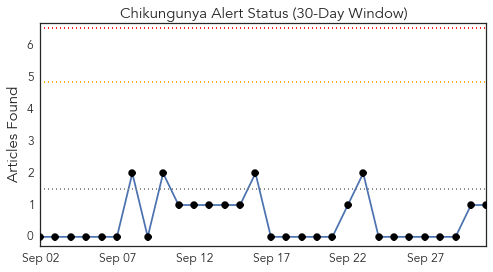 Chikungunya Alert Status (30-Day Window)
Articles Found
6
5
4
3
2
1
0
Sep 02 Sep 07 Sep 12 Sep 17 Sep 22 Sep 27